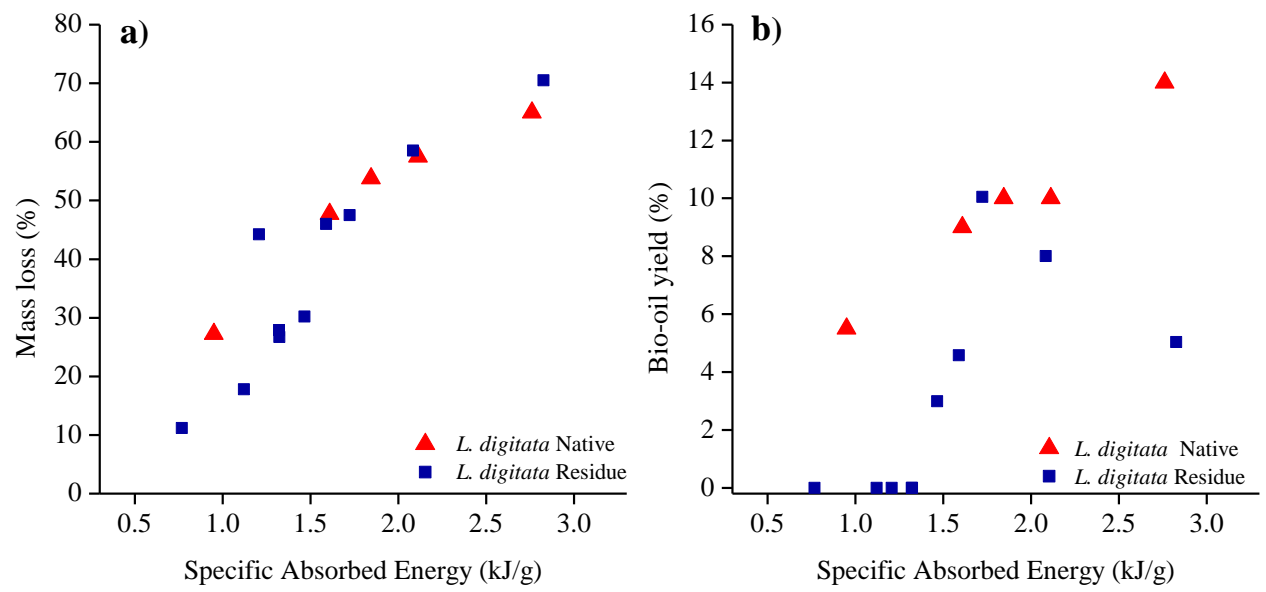 a)
Mass loss (%)
80
70
60
50
40
30
20
10
0
0.5 1.0 1.5 2.0 2.5 3.0
Specific Absorbed Energy (kJ/g)
L. digitata Native
L. digitata Residue
b)
Bio-oil yield (%)
16
14
12
10
8
6
4
2
0
0.5 1.0 1.5 2.0 2.5 3.0
Specific Absorbed Energy (kJ/g)
L. digitata Native
L. digitata Residue